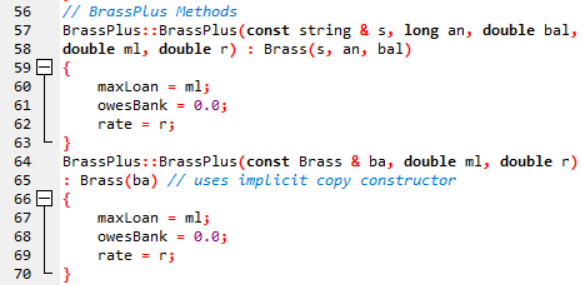 56 // BrassPlus Methods
57 BrassPlus::BrassPlus(const string & s, long an, double bal,
58 double ml, double r) : Brass(s, an, bal)
59 {
60 maxLoan = ml;
61 owesBank = 0.0;
62 rate = r;
63 }
64 BrassPlus::BrassPlus(const Brass & ba, double ml, double r)
65 : Brass(ba) // uses implicit copy constructor
66 {
67 maxLoan = ml;
68 owesBank = 0.0;
69 rate = r;
70 }